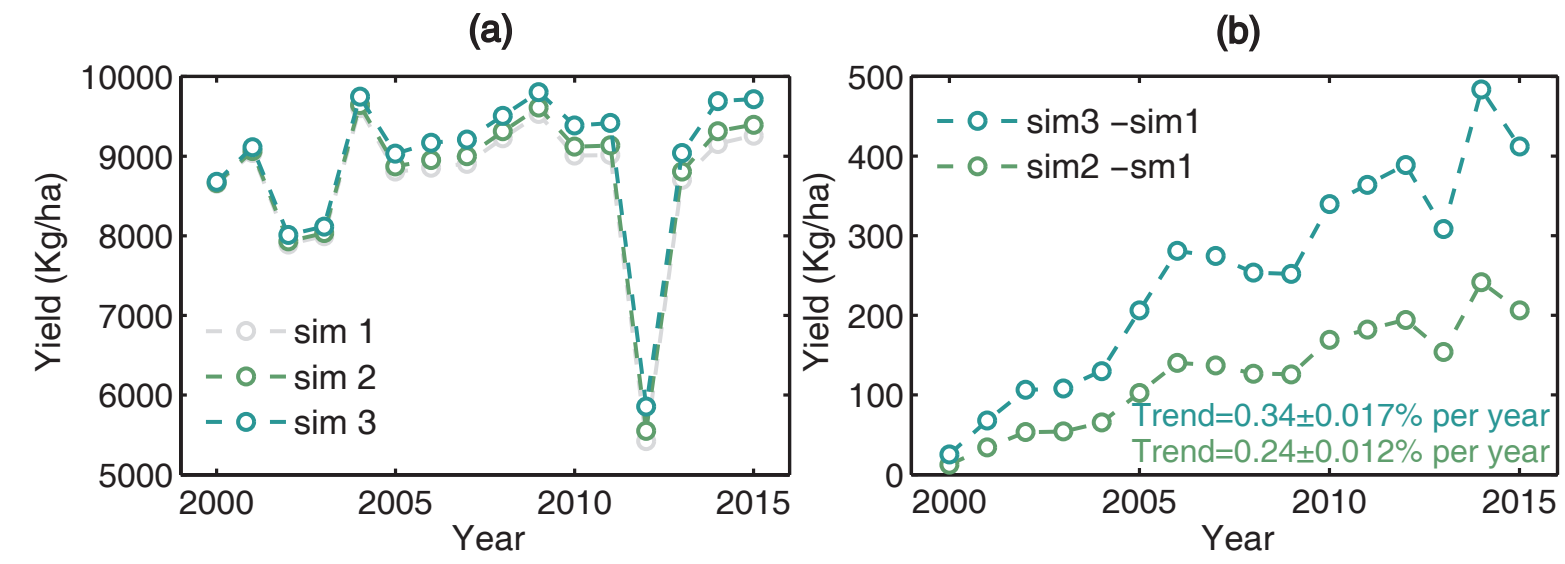 (a)
Yield (Kg/ha)
10000
9000
8000
7000
6000
5000
sim 1
sim 2
sim 3
2000 2005 2010 2015
Year
(b)
Yield (Kg/ha)
500
400
300
200
100
0
sim3 −sim1
sim2 −sm1
Trend=0.34±0.017% per year
Trend=0.24±0.012% per year
2000 2005 2010 2015
Year